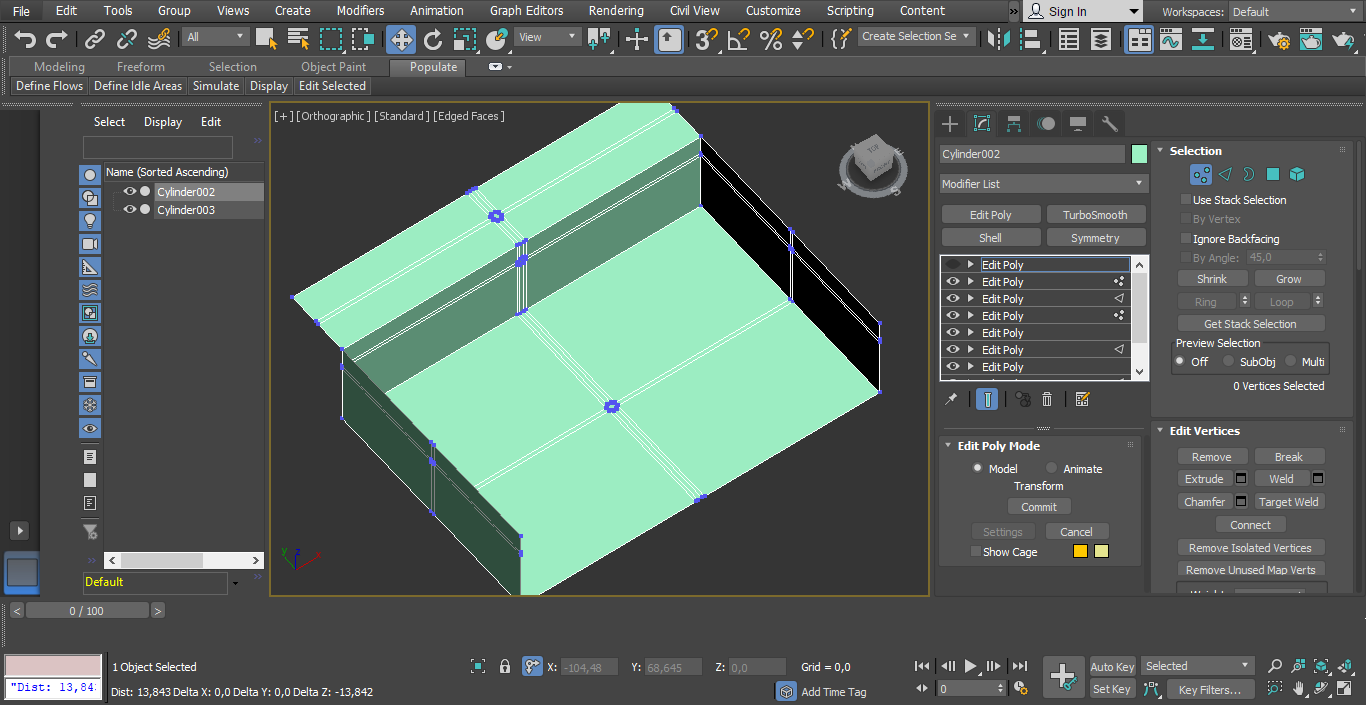 File Edit Tools Group Views Create Modifiers Animation Graph Editors Rendering Civil View Customize Scripting Content » Sign In Workspaces: Default
All View Create Selection Se
Modeling Freeform Selection Object Paint Populate
Define Flows Define Idle Areas Simulate Display Edit Selected
Select Display Edit
Name (Sorted Ascending)
Cylinder002
Cylinder003
Default
[+] [Orthographic] [Standard] [Edged Faces]
TOP
W
S
y z x
Cylinder002
Modifier List
Edit Poly TurboSmooth
Shell Symmetry
Edit Poly
Edit Poly
Edit Poly
Edit Poly
Edit Poly
Edit Poly
Edit Poly
Edit Poly Mode
Model Animate
Transform
Commit
Settings Cancel
Show Cage
Selection
Use Stack Selection
By Vertex
Ignore Backfacing
By Angle: 45,0
Shrink Grow
Ring Loop
Get Stack Selection
Preview Selection
Off SubObj Multi
0 Vertices Selected
Edit Vertices
Remove Break
Extrude Weld
Chamfer Target Weld
Connect
Remove Isolated Vertices
Remove Unused Map Verts
< 0 / 100 >
1 Object Selected X: -104,48 Y: 68,645 Z: 0,0 Grid = 0,0 Auto Key Selected
"Dist: 13,843 Dist: 13,843 Delta X: 0,0 Delta Y: 0,0 Delta Z: -13,842 Add Time Tag 0 Set Key Key Filters...